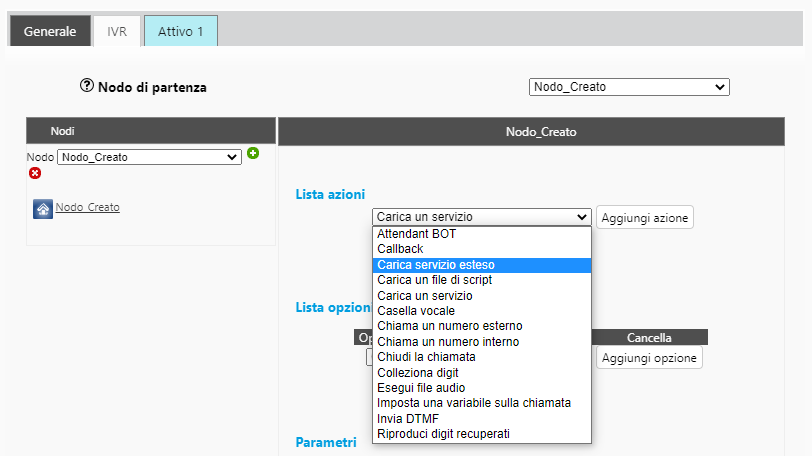 Generale IVR Attivo 1
? Nodo di partenza Nodo_Creato
Nodi
Nodo_Creato
Nodo Nodo_Creato
Nodo_Creato
Lista azioni
Carica un servizio Aggiungi azione
Attendant BOT
Callback
Carica servizio esteso
Carica un file di script
Carica un servizio
Casella vocale
Chiama un numero esterno
Chiama un numero interno
Chiudi la chiamata
Colleziona digit
Esegui file audio
Imposta una variabile sulla chiamata
Invia DTMF
Riproduci digit recuperati
Lista opzion
Op Cancella
Aggiungi opzione
Parametri